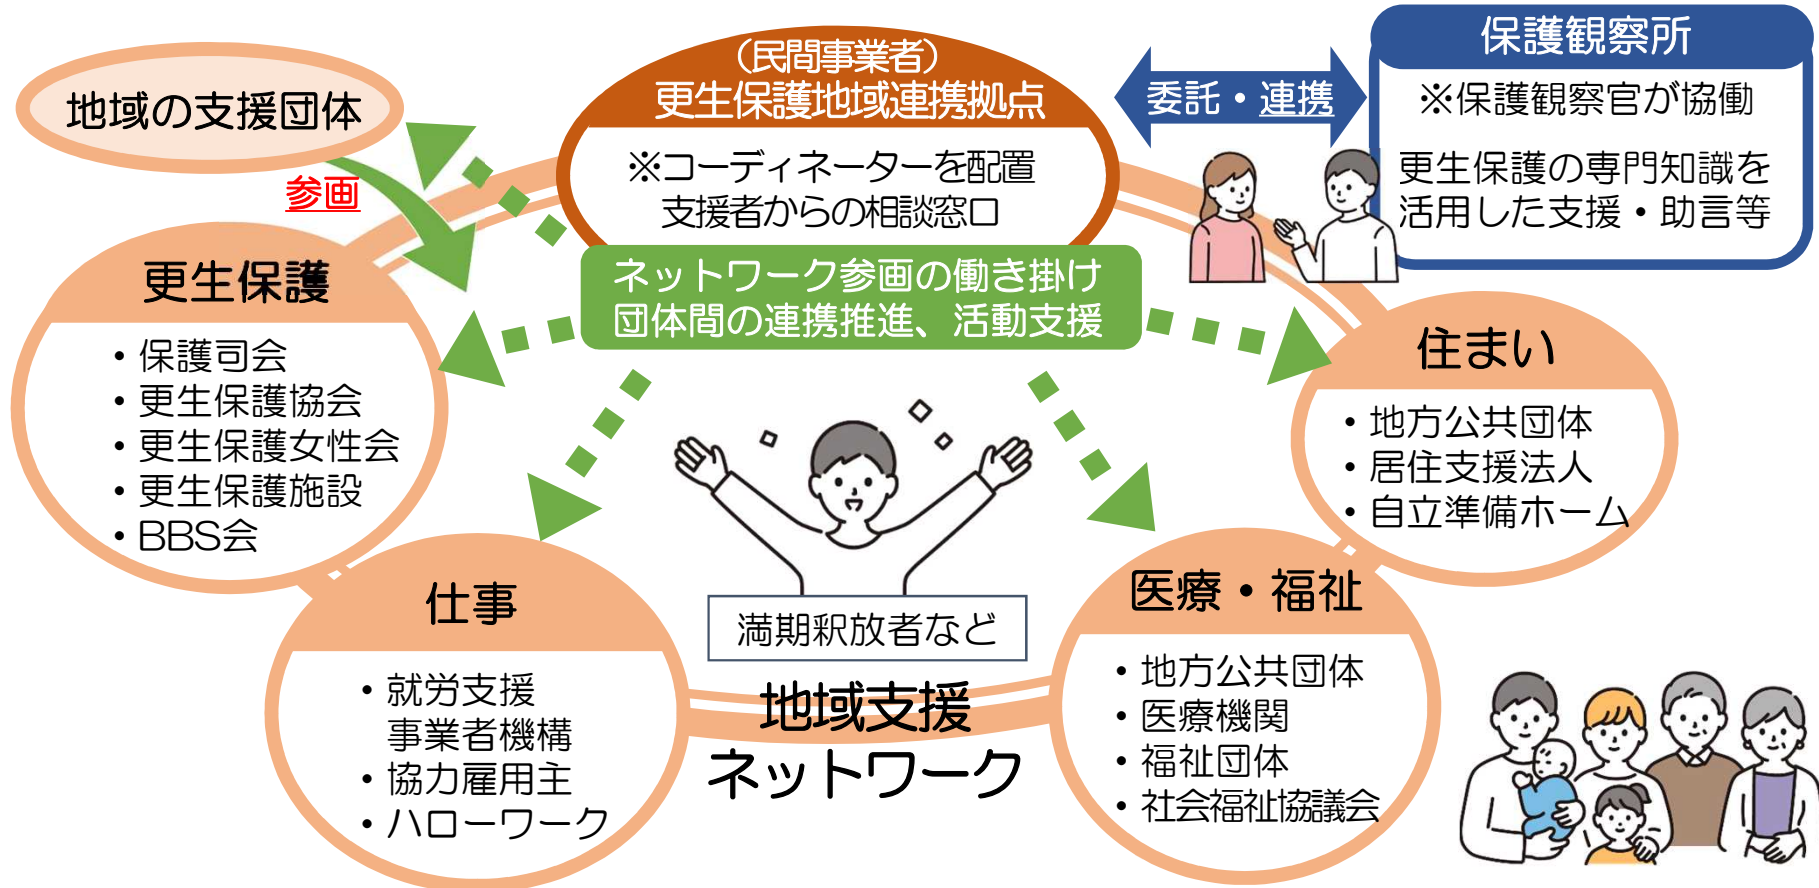 地域の支援団体
参画
（民間事業者）
更生保護地域連携拠点
※コーディネーターを配置
支援者からの相談窓口
ネットワーク参画の働き掛け
団体間の連携推進、活動支援
委託・連携
保護観察所
※保護観察官が協働
更生保護の専門知識を
活用した支援・助言等
更生保護
・保護司会
・更生保護協会
・更生保護女性会
・更生保護施設
・BBS会
仕事
・就労支援
事業者機構
・協力雇用主
・ハローワーク
満期釈放者など
地域支援
ネットワーク
医療・福祉
・地方公共団体
・医療機関
・福祉団体
・社会福祉協議会
住まい
・地方公共団体
・居住支援法人
・自立準備ホーム